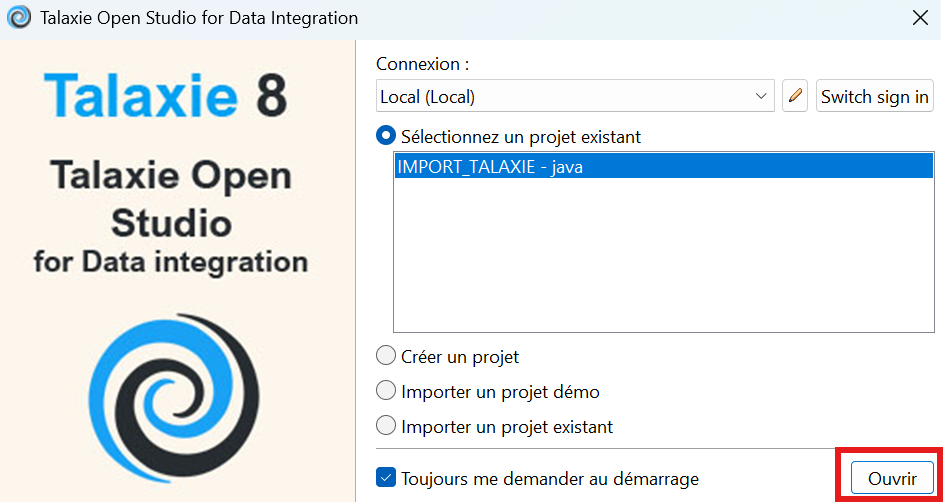 Talaxie Open Studio for Data Integration
Talaxie 8
Talaxie Open
Studio
for Data integration
Connexion :
Local (Local)
Switch sign in
Sélectionnez un projet existant
IMPORT_TALAXIE - java
Créer un projet
Importer un projet démo
Importer un projet existant
Toujours me demander au démarrage
Ouvrir